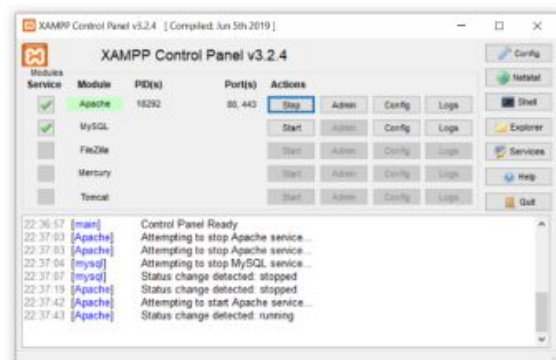 XAMPP Control Panel v3.2.4 [ Compiled: Jun 5th 2019 ]
XAMPP Control Panel v3.2.4
Config
Modules
Service Module PID(s) Port(s) Actions
Netstat
Apache 18292 80, 443 Stop Admin Config Logs
Shell
MySQL Start Admin Config Logs
Explorer
FileZilla Start Admin Config Logs
Services
Mercury Start Admin Config Logs
Help
Tomcat Start Admin Config Logs
Quit
22:36:57 [main] Control Panel Ready
22:37:03 [Apache] Attempting to stop Apache service...
22:37:03 [Apache] Attempting to stop Apache service...
22:37:04 [mysql] Attempting to stop MySQL service...
22:37:07 [mysql] Status change detected: stopped
22:37:19 [Apache] Status change detected: stopped
22:37:42 [Apache] Attempting to start Apache service...
22:37:43 [Apache] Status change detected: running